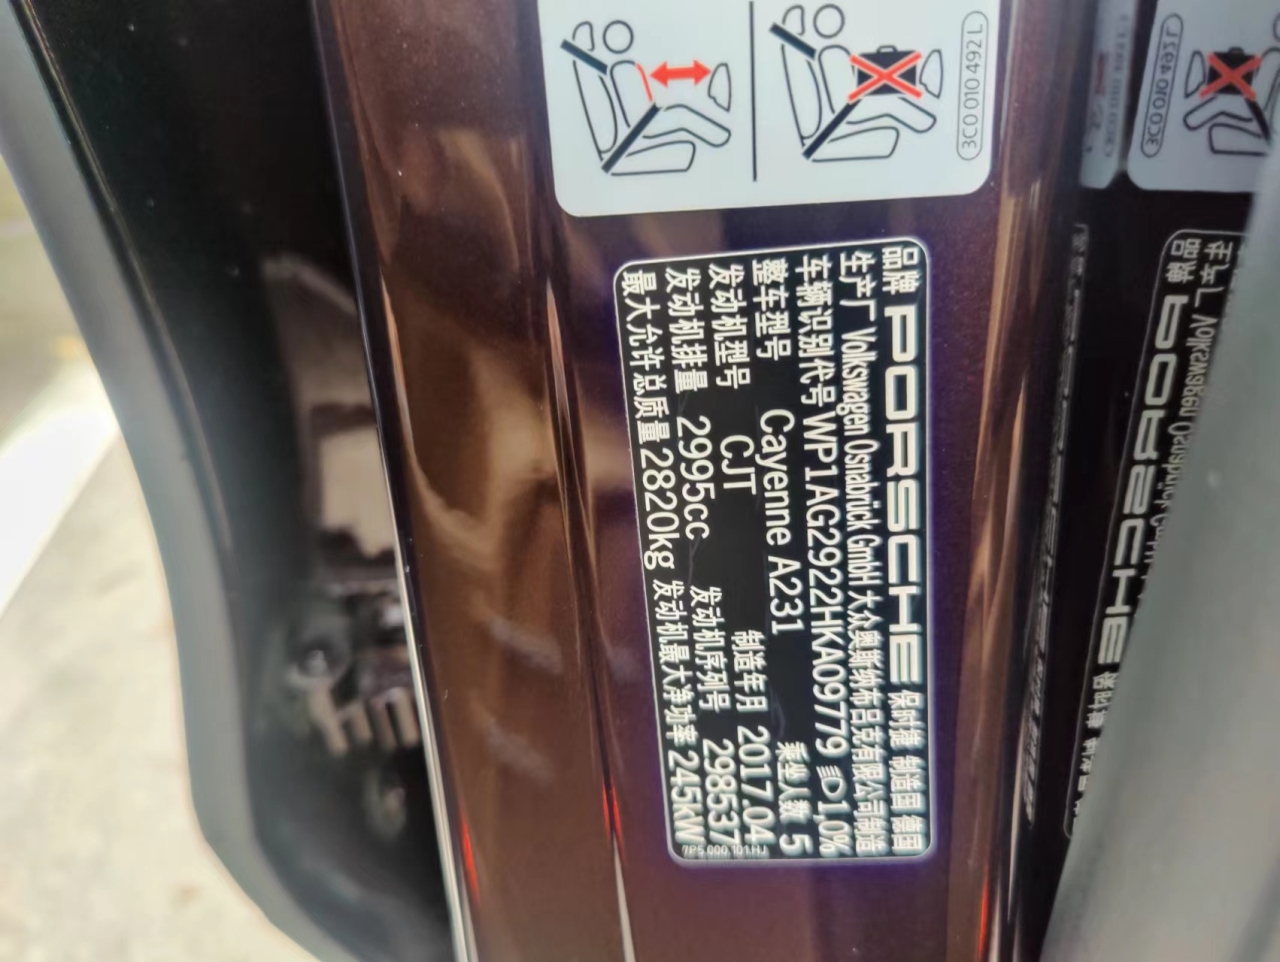 3C0 010 492 L
品牌 PORSCHE 保时捷 制造国 德国
生产厂 Volkswagen Osnabrück GmbH 大众奥斯纳布吕克有限公司制造
车辆识别代号 WP1AG2922HKA09779 1,0%
整车型号 Cayenne A231 乘坐人数 5
发动机型号 CJT 制造年月 2017.04
发动机排量 2995cc 发动机序列号 298537
最大允许总质量 2820kg 发动机最大净功率 245kW
7P5.000.101.HJ